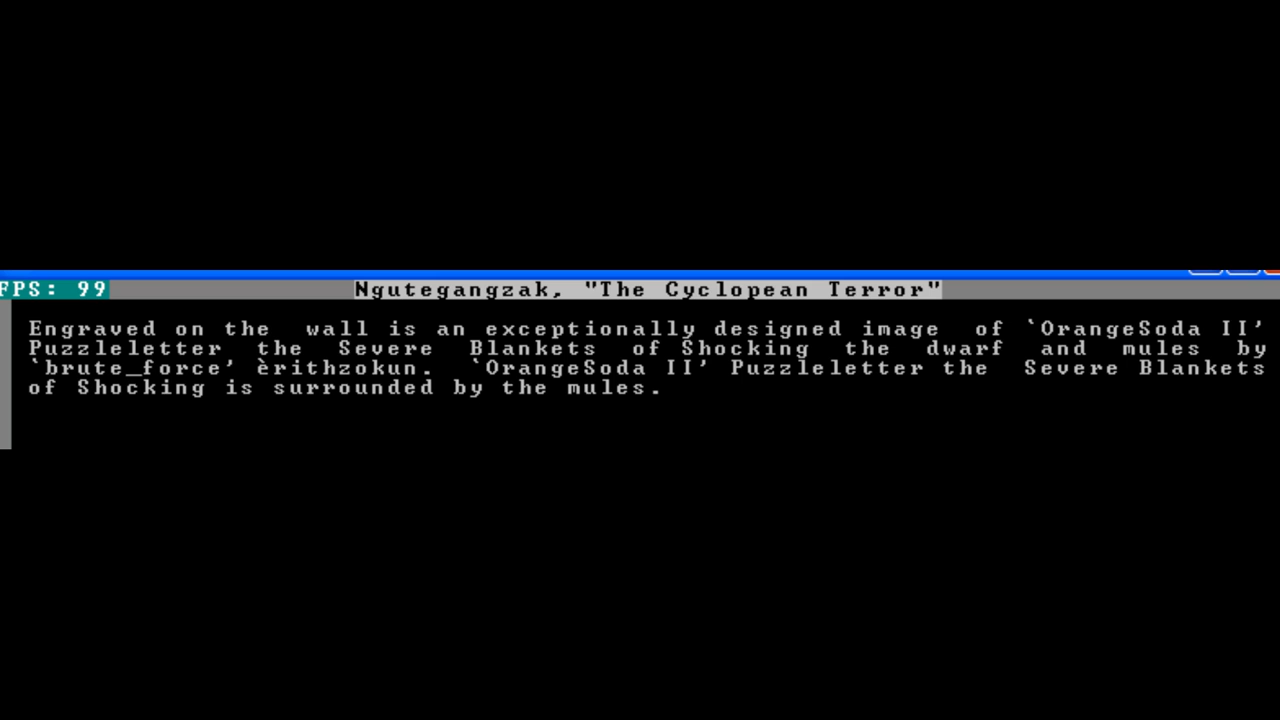 FPS: 99
Ngutegangzak, "The Cyclopean Terror"
Engraved on the wall is an exceptionally designed image of `OrangeSoda II’
Puzzleletter the Severe Blankets of Shocking the dwarf and mules by
`brute_force’ èrithzokun. `OrangeSoda II’ Puzzleletter the Severe Blankets
of Shocking is surrounded by the mules.